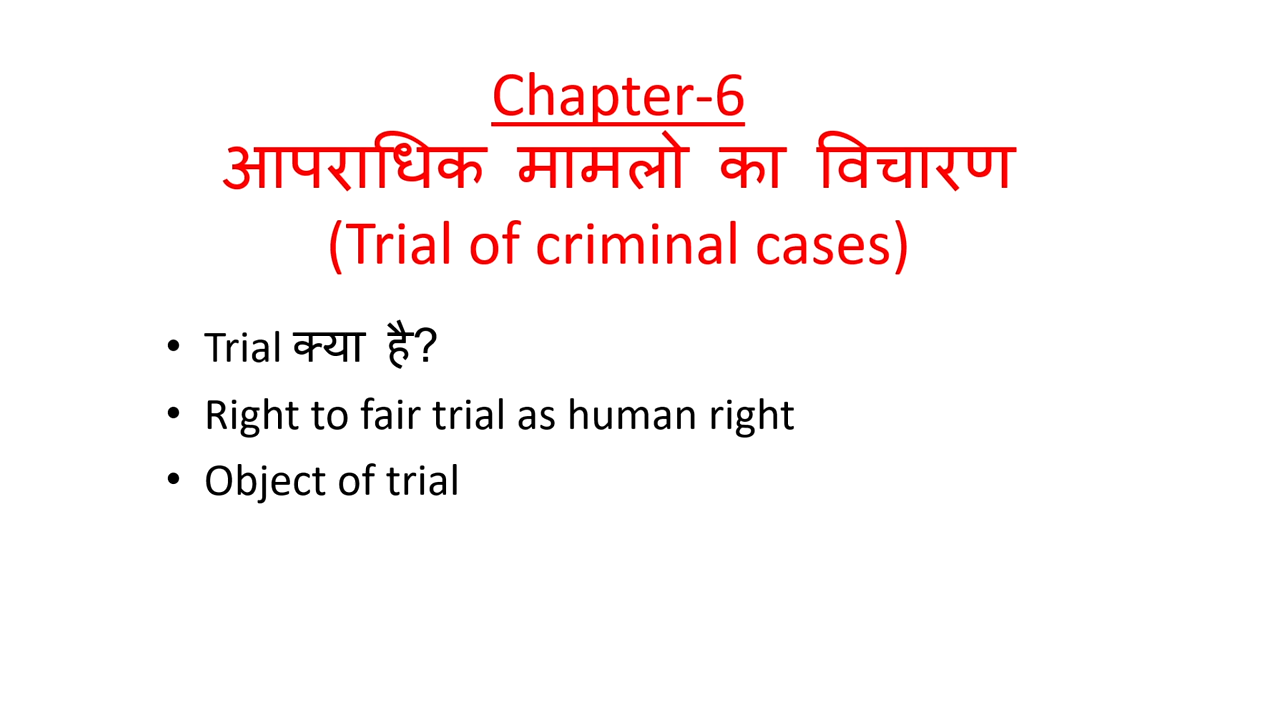 Chapter-6
आपराधिक मामलो का विचारण
(Trial of criminal cases)
• Trial क्या है?
• Right to fair trial as human right
• Object of trial